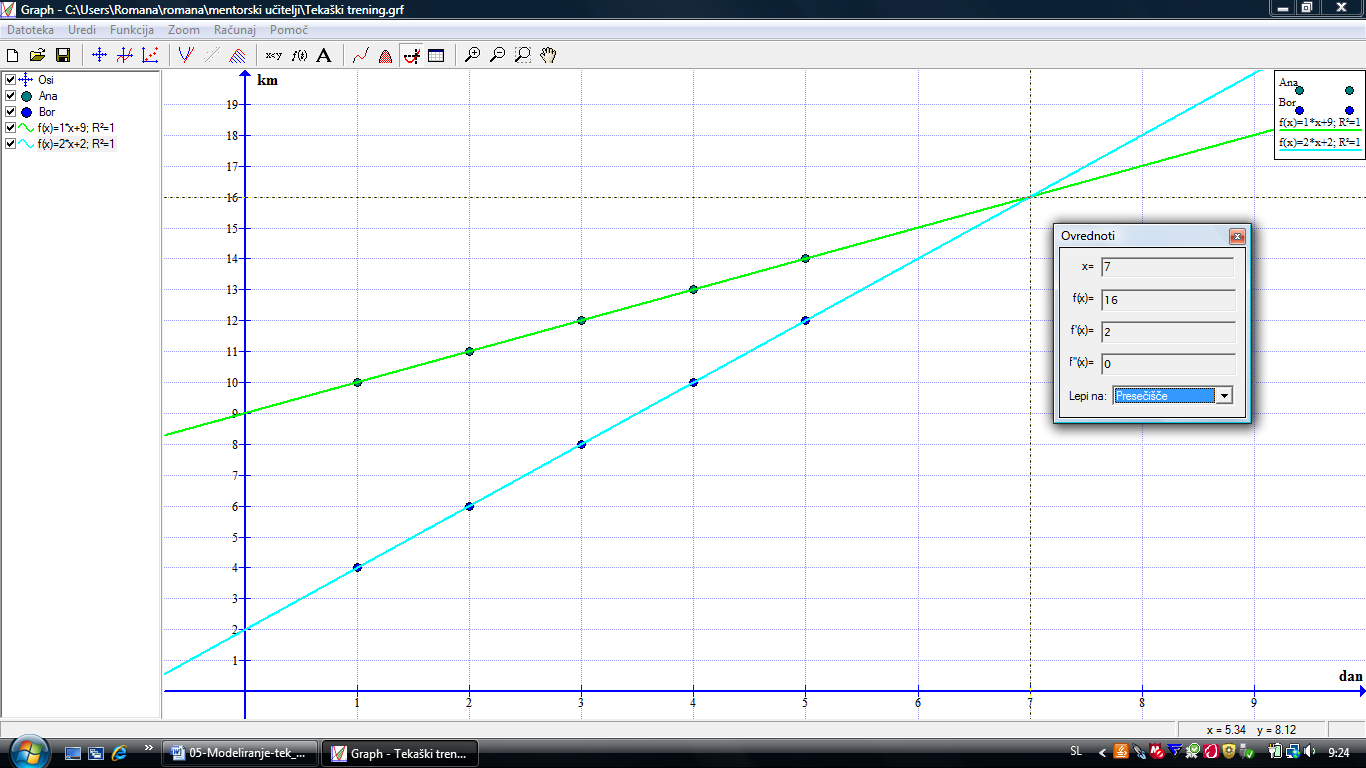 Graph - C:\Users\Romana\romana\mentorski učitelji\Tekaški trening.grf
Datoteka Uredi Funkcija Zoom Računaj Pomoč
Osi
Ana
Bor
f(x)=1*x+9; R²=1
f(x)=2*x+2; R²=1
km
19
18
17
16
15
14
13
12
11
10
9
8
7
6
5
4
3
2
1
1 2 3 4 5 6 7 8 9
dan
Ana
Bor
f(x)=1*x+9; R²=1
f(x)=2*x+2; R²=1
Ovrednoti
x= 7
f(x)= 16
f'(x)= 2
f''(x)= 0
Lepi na: Presečišče
x = 5.34 y = 8.12
05-Modeliranje-tek_...
Graph - Tekaški tren...
SL
9:24